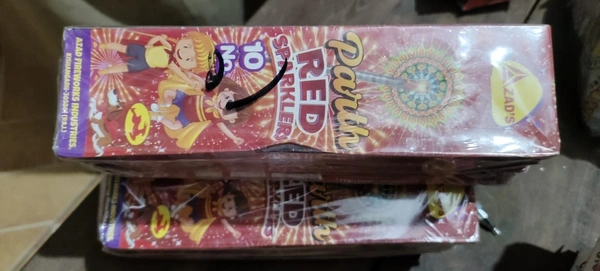 AZAD'S
Parth
RED
SPARKLER
10
No
AZAD FIREWORKS INDUSTRIES.
RED